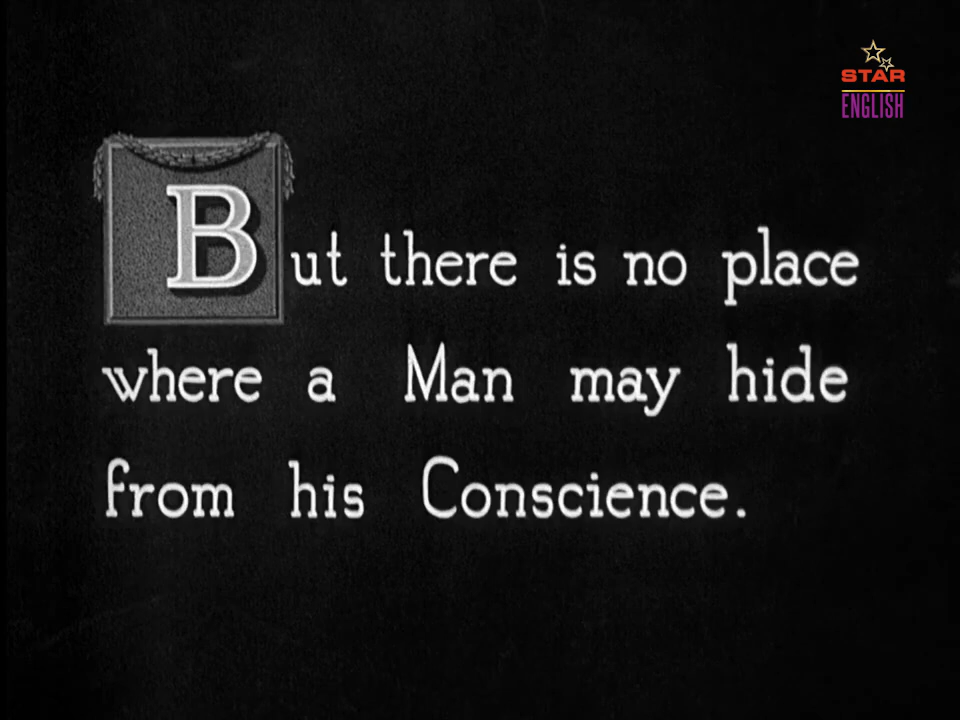 STAR
ENGLISH
But there is no place
where a Man may hide
from his Conscience.